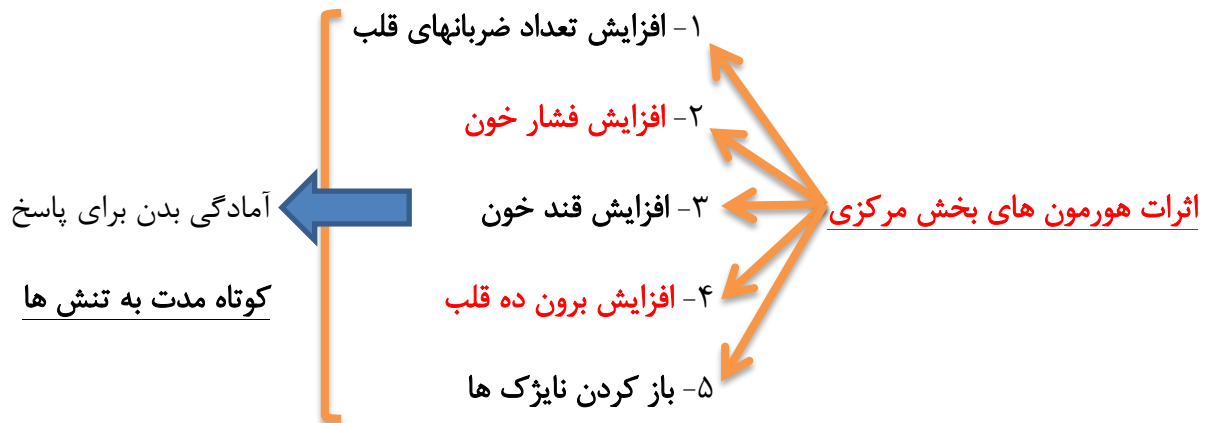 اثرات هورمون های بخش مرکزی
۱- افزایش تعداد ضربانهای قلب
۲- افزایش فشار خون
۳- افزایش قند خون
۴- افزایش برون ده قلب
۵- باز کردن نایژک ها
آمادگی بدن برای پاسخ
کوتاه مدت به تنش ها